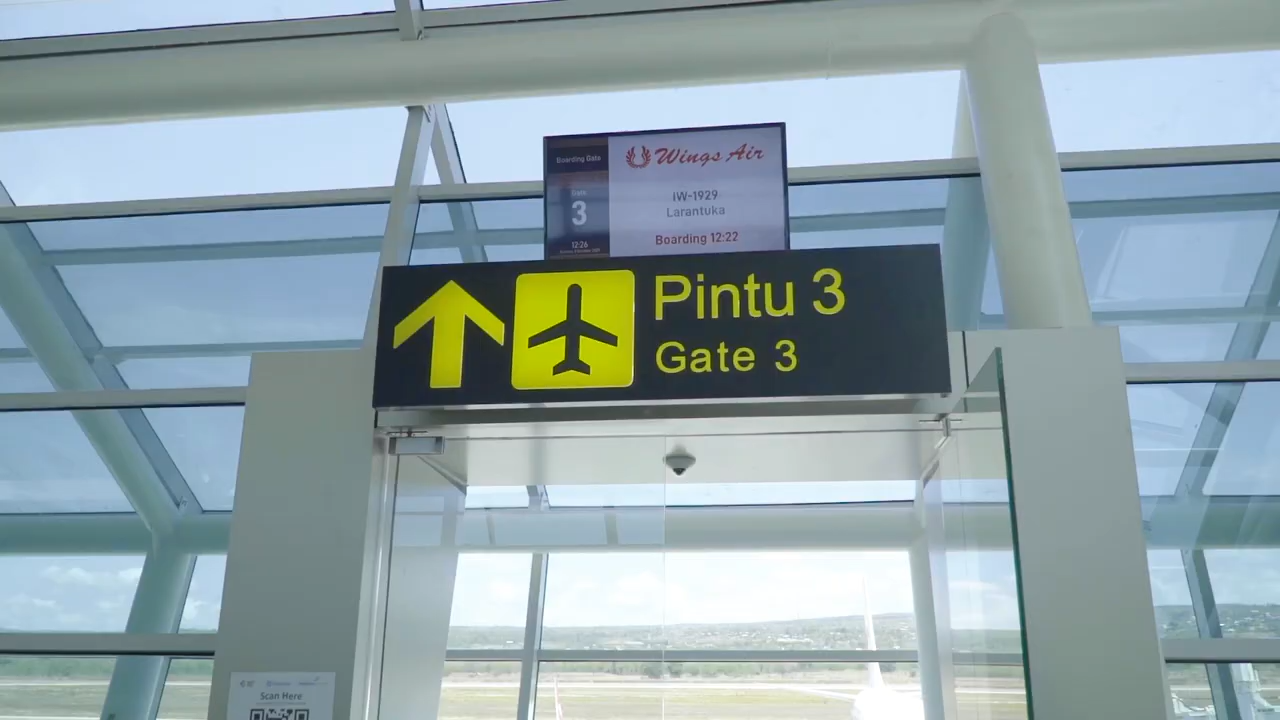 Boarding Gate
Wings Air
Gate
3
IW-1929
Larantuka
12:26
Boarding 12:22
Pintu 3
Gate 3
Scan Here